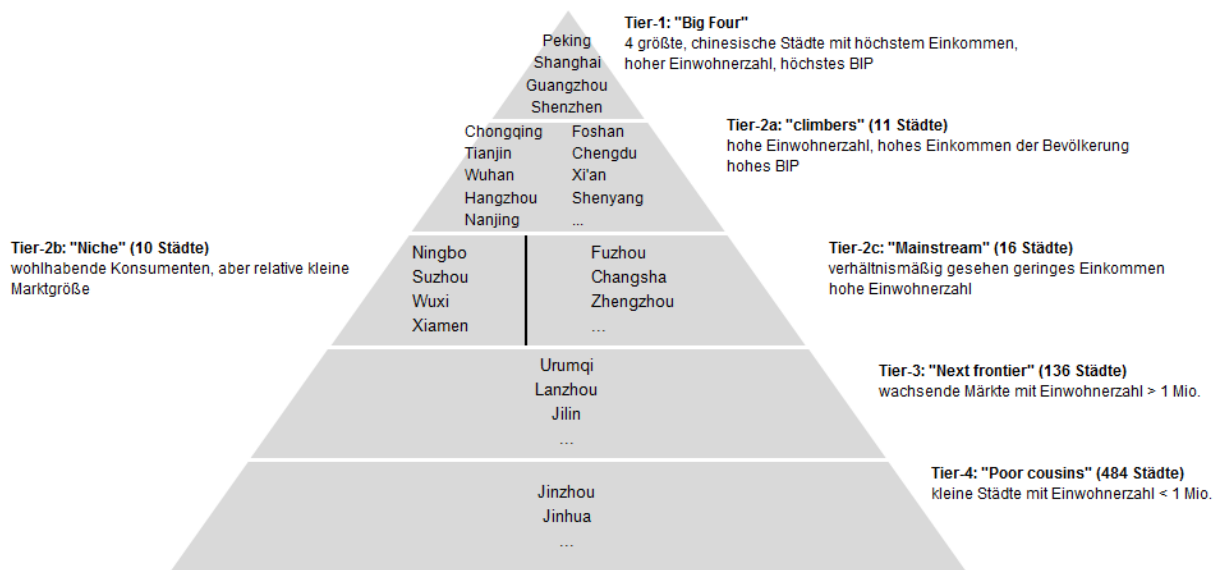 Tier-1: "Big Four"
4 größte, chinesische Städte mit höchstem Einkommen,
hoher Einwohnerzahl, höchstes BIP
Peking
Shanghai
Guangzhou
Shenzhen
Tier-2a: "climbers" (11 Städte)
hohe Einwohnerzahl, hohes Einkommen der Bevölkerung
hohes BIP
Chongqing Foshan
Tianjin Chengdu
Wuhan Xi'an
Hangzhou Shenyang
Nanjing ...
Tier-2b: "Niche" (10 Städte)
wohlhabende Konsumenten, aber relative kleine
Marktgröße
Ningbo
Suzhou
Wuxi
Xiamen
Fuzhou
Changsha
Zhengzhou
...
Tier-2c: "Mainstream" (16 Städte)
verhältnismäßig gesehen geringes Einkommen
hohe Einwohnerzahl
Urumqi
Lanzhou
Jilin
...
Tier-3: "Next frontier" (136 Städte)
wachsende Märkte mit Einwohnerzahl > 1 Mio.
Jinzhou
Jinhua
...
Tier-4: "Poor cousins" (484 Städte)
kleine Städte mit Einwohnerzahl < 1 Mio.